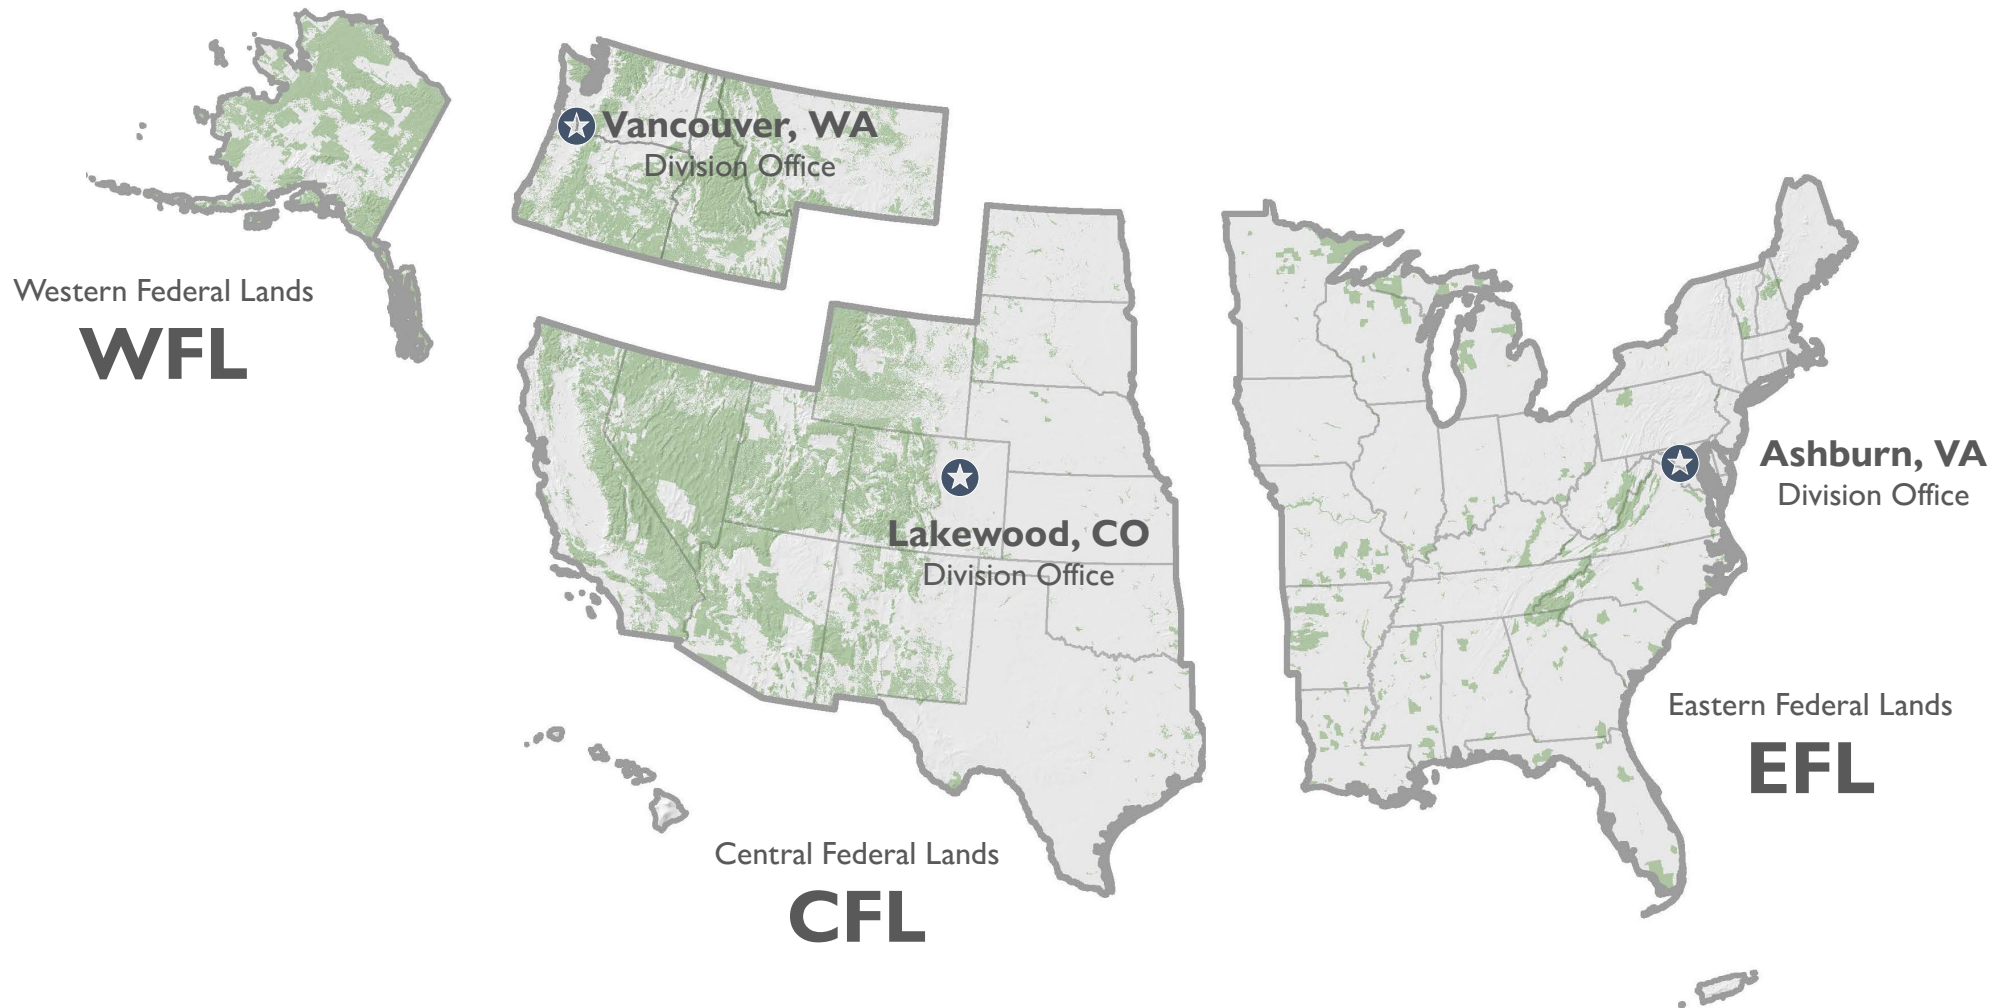 Vancouver, WA
Division Office
Western Federal Lands
WFL
Ashburn, VA
Division Office
Lakewood, CO
Division Office
Eastern Federal Lands
EFL
Central Federal Lands
CFL